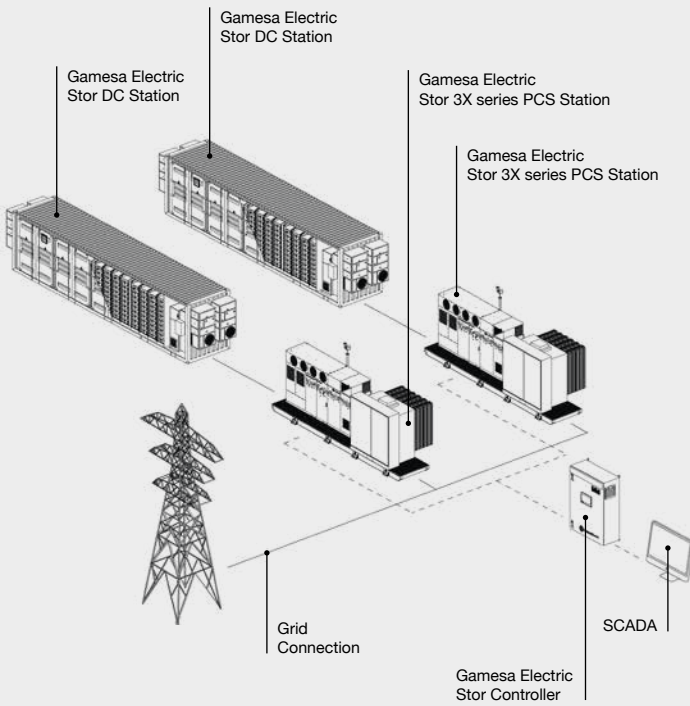 Gamesa Electric
Stor DC Station
Gamesa Electric
Stor DC Station
Gamesa Electric
Stor 3X series PCS Station
Gamesa Electric
Stor 3X series PCS Station
Grid
Connection
SCADA
Gamesa Electric
Stor Controller